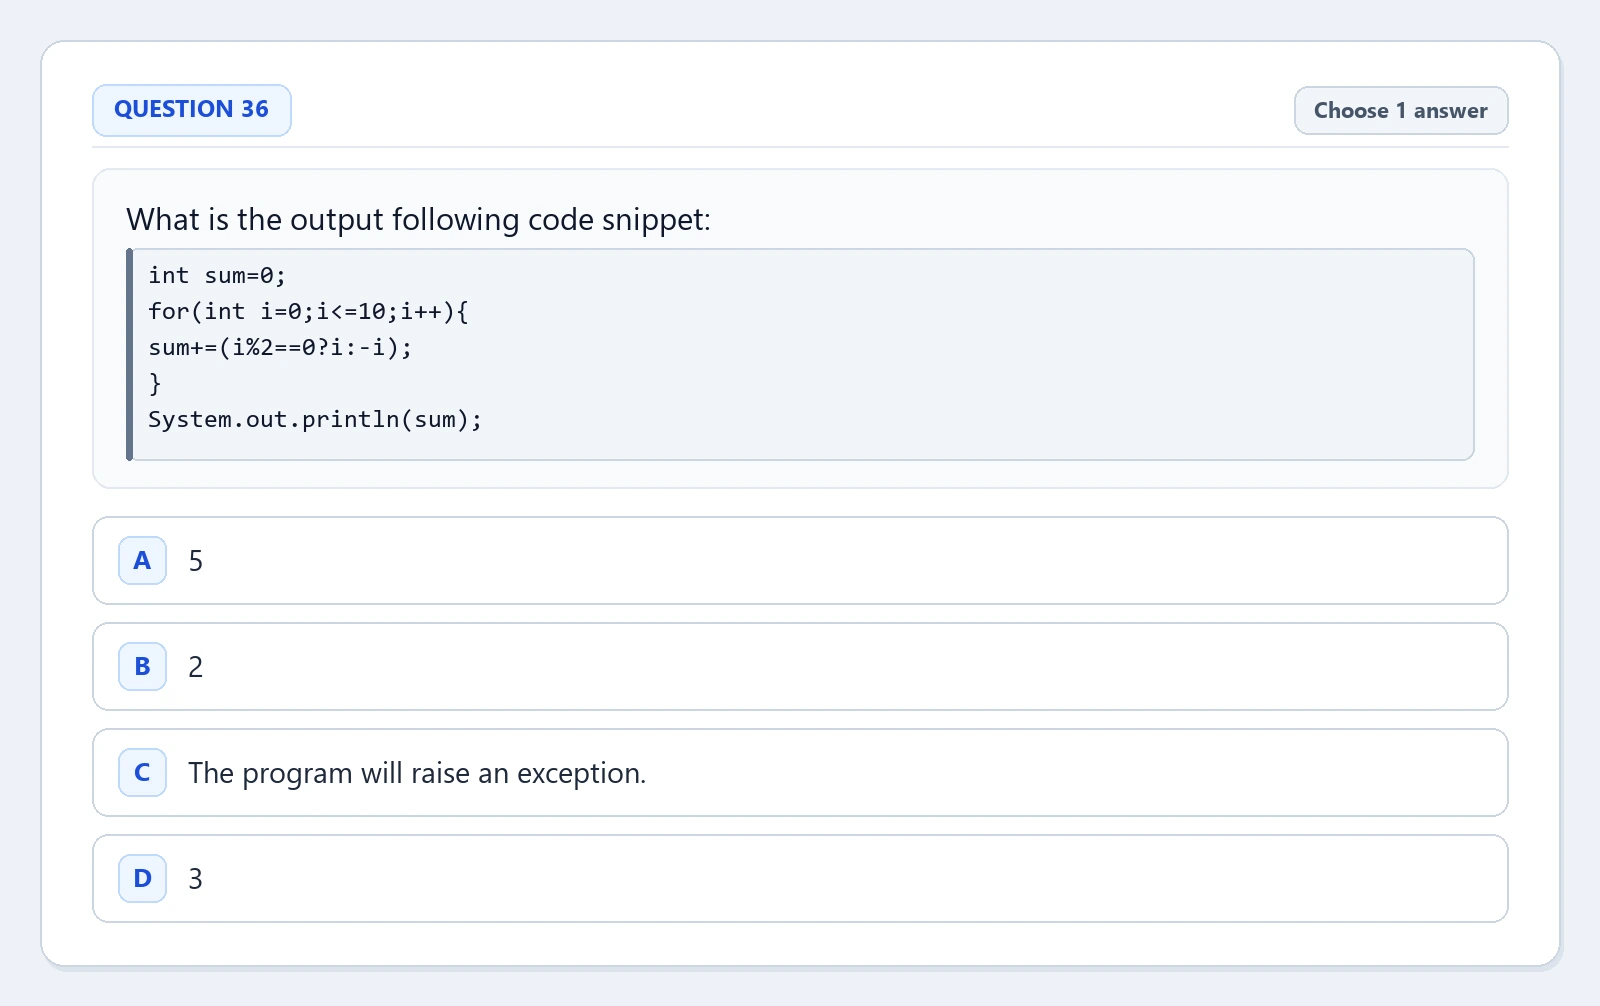 QUESTION 36
Choose 1 answer
What is the output following code snippet:
int sum=0;
for(int i=0;i<=10;i++){
sum+=(i%2==0?i:-i);
}
System.out.println(sum);
A 5
B 2
C The program will raise an exception.
D 3